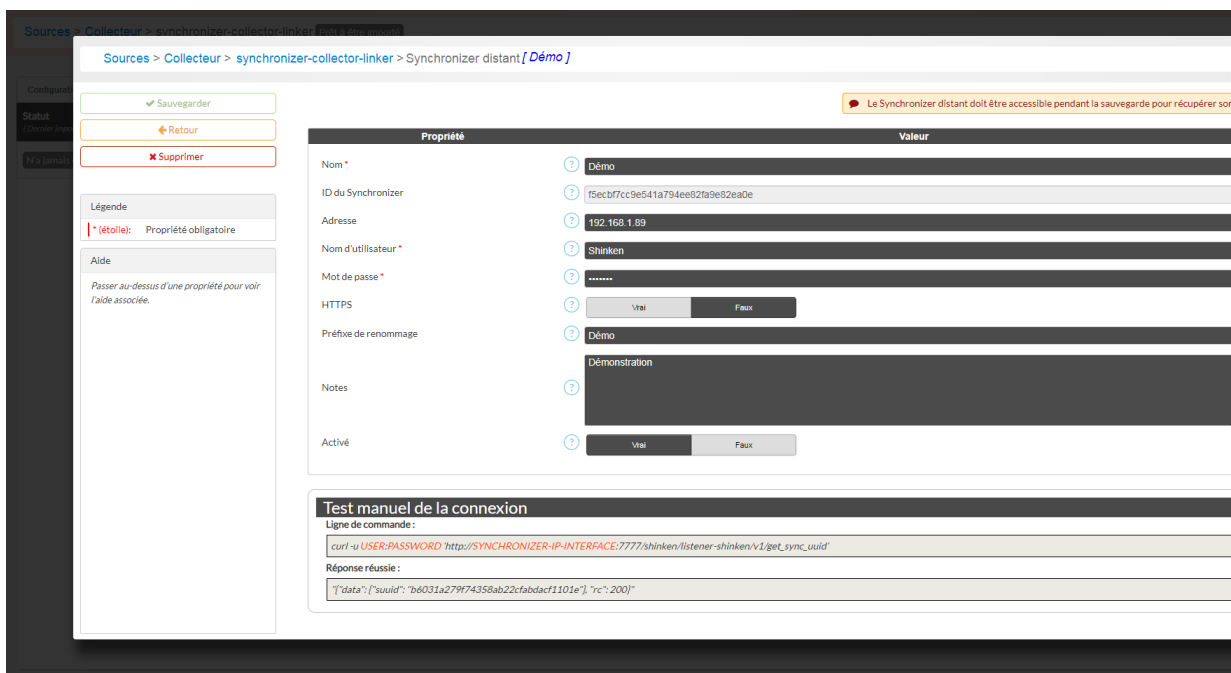 Sources > Collecteur > synchronizer-collector-linker Prêt à être importé
Sources > Collecteur > synchronizer-collector-linker > Synchronizer distant [ Démo ]
Statut
N'a jamais
Sauvegarder
Retour
Supprimer
Légende
* (étoile): Propriété obligatoire
Aide
Passer au-dessus d'une propriété pour voir
l'aide associée.
Le Synchronizer distant doit être accessible pendant la sauvegarde pour récupérer son
Propriété Valeur
Nom * ? Démo
ID du Synchronizer ? f5ecbf7cc9e541a794ee82fa9e82ea0e
Adresse ? 192.168.1.89
Nom d'utilisateur * ? Shinken
Mot de passe * ? •••••••
HTTPS ? Vrai Faux
Préfixe de renommage ? Démo
Notes ? Démonstration
Activé ? Vrai Faux
Test manuel de la connexion
Ligne de commande :
curl -u USER:PASSWORD 'http://SYNCHRONIZER-IP-INTERFACE:7777/shinken/listener-shinken/v1/get_sync_uuid'
Réponse réussie :
"{"data": {"suuid": "b6031a279f74358ab22cfabdacf1101e"}, "rc": 200}"